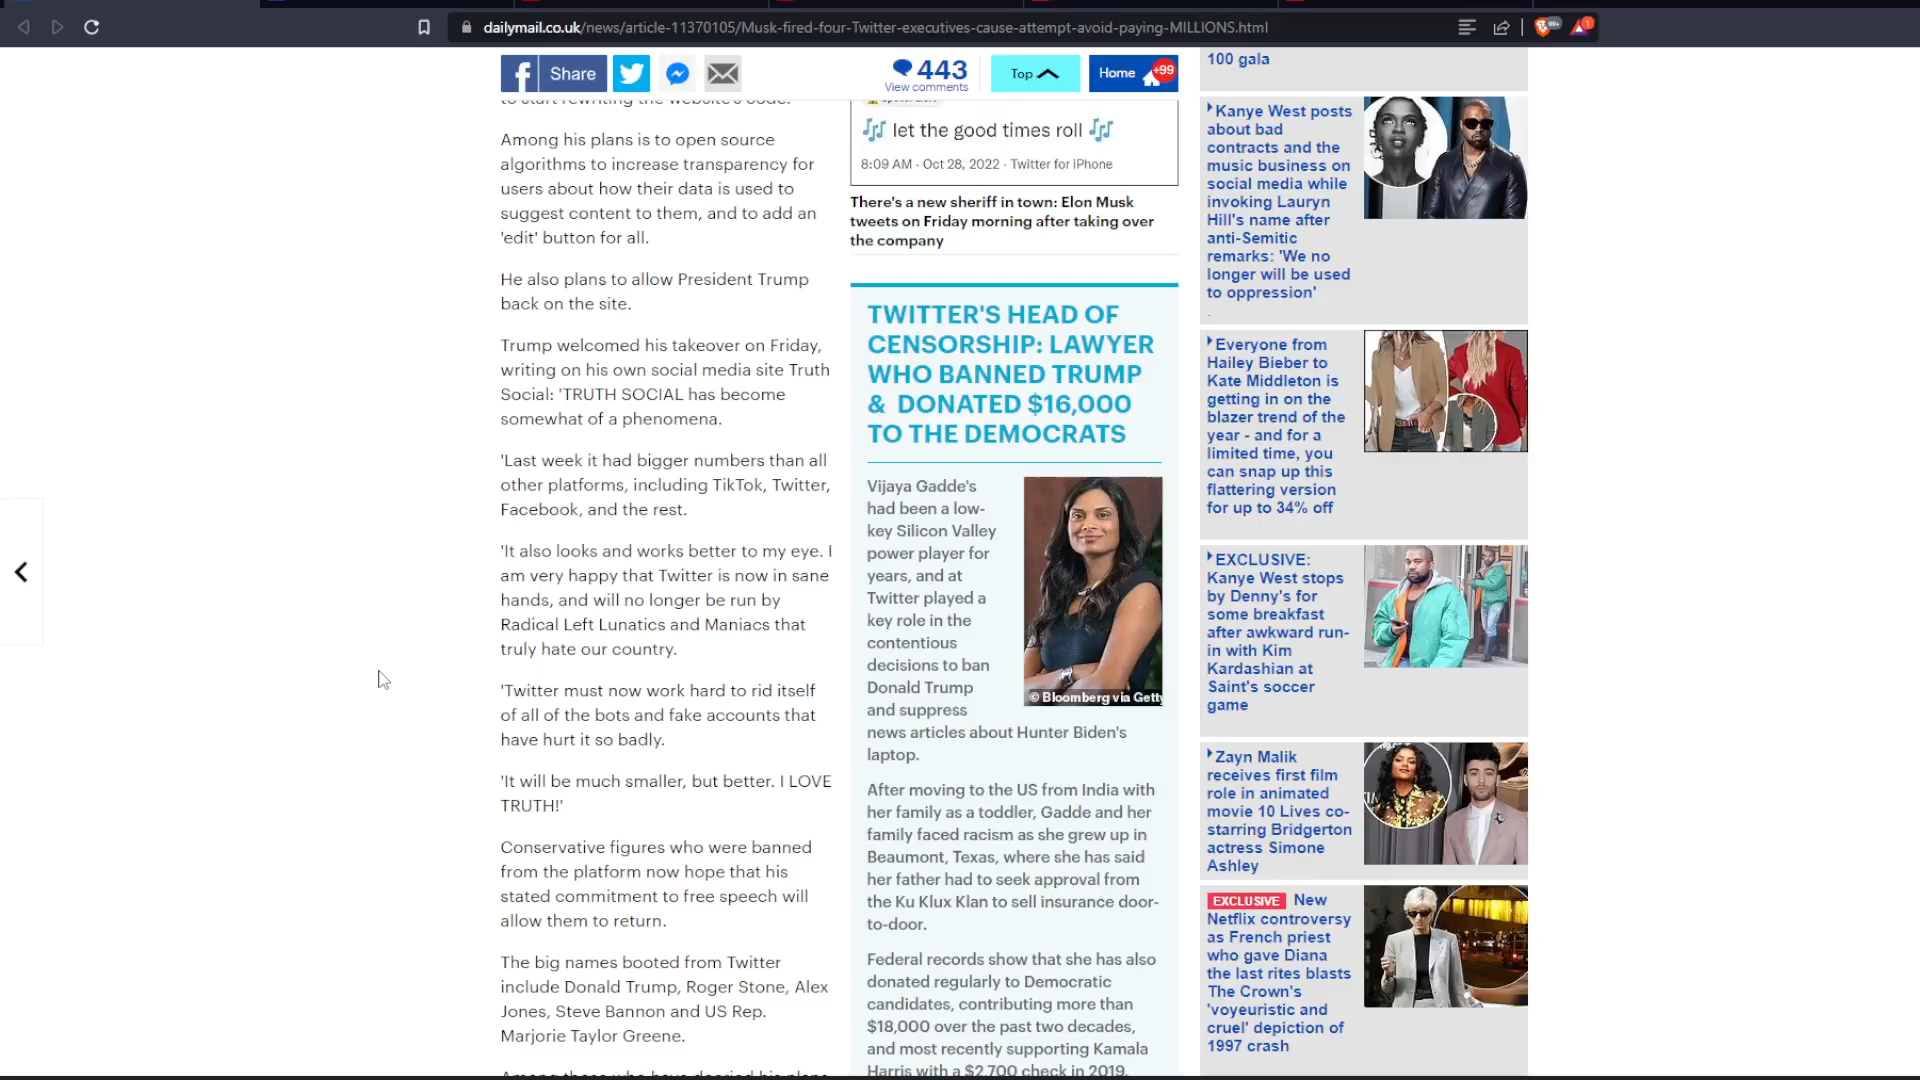 dailymail.co.uk/news/article-11370105/Musk-fired-four-Twitter-executives-cause-attempt-avoid-paying-MILLIONS.html
99+
1
Share
443
View comments
Top
Home
+99
to start rewriting the website's code.
Among his plans is to open source
algorithms to increase transparency for
users about how their data is used to
suggest content to them, and to add an
'edit' button for all.
He also plans to allow President Trump
back on the site.
Trump welcomed his takeover on Friday,
writing on his own social media site Truth
Social: 'TRUTH SOCIAL has become
somewhat of a phenomena.
'Last week it had bigger numbers than all
other platforms, including TikTok, Twitter,
Facebook, and the rest.
'It also looks and works better to my eye. I
am very happy that Twitter is now in sane
hands, and will no longer be run by
Radical Left Lunatics and Maniacs that
truly hate our country.
'Twitter must now work hard to rid itself
of all of the bots and fake accounts that
have hurt it so badly.
'It will be much smaller, but better. I LOVE
TRUTH!'
Conservative figures who were banned
from the platform now hope that his
stated commitment to free speech will
allow them to return.
The big names booted from Twitter
include Donald Trump, Roger Stone, Alex
Jones, Steve Bannon and US Rep.
Marjorie Taylor Greene.
🎶 let the good times roll 🎶
8:09 AM · Oct 28, 2022 · Twitter for iPhone
There's a new sheriff in town: Elon Musk
tweets on Friday morning after taking over
the company
TWITTER'S HEAD OF
CENSORSHIP: LAWYER
WHO BANNED TRUMP
& DONATED $16,000
TO THE DEMOCRATS
Vijaya Gadde's
had been a low-
key Silicon Valley
power player for
years, and at
Twitter played a
key role in the
contentious
decisions to ban
Donald Trump
and suppress
news articles about Hunter Biden's
laptop.
© Bloomberg via Getty
After moving to the US from India with
her family as a toddler, Gadde and her
family faced racism as she grew up in
Beaumont, Texas, where she has said
her father had to seek approval from
the Ku Klux Klan to sell insurance door-
to-door.
Federal records show that she has also
donated regularly to Democratic
candidates, contributing more than
$18,000 over the past two decades,
and most recently supporting Kamala
Harris with a $2,700 check in 2019.
100 gala
Kanye West posts
about bad
contracts and the
music business on
social media while
invoking Lauryn
Hill's name after
anti-Semitic
remarks: 'We no
longer will be used
to oppression'
.
Everyone from
Hailey Bieber to
Kate Middleton is
getting in on the
blazer trend of the
year - and for a
limited time, you
can snap up this
flattering version
for up to 34% off
EXCLUSIVE:
Kanye West stops
by Denny's for
some breakfast
after awkward run-
in with Kim
Kardashian at
Saint's soccer
game
Zayn Malik
receives first film
role in animated
movie 10 Lives co-
starring Bridgerton
actress Simone
Ashley
EXCLUSIVE New
Netflix controversy
as French priest
who gave Diana
the last rites blasts
The Crown's
'voyeuristic and
cruel' depiction of
1997 crash